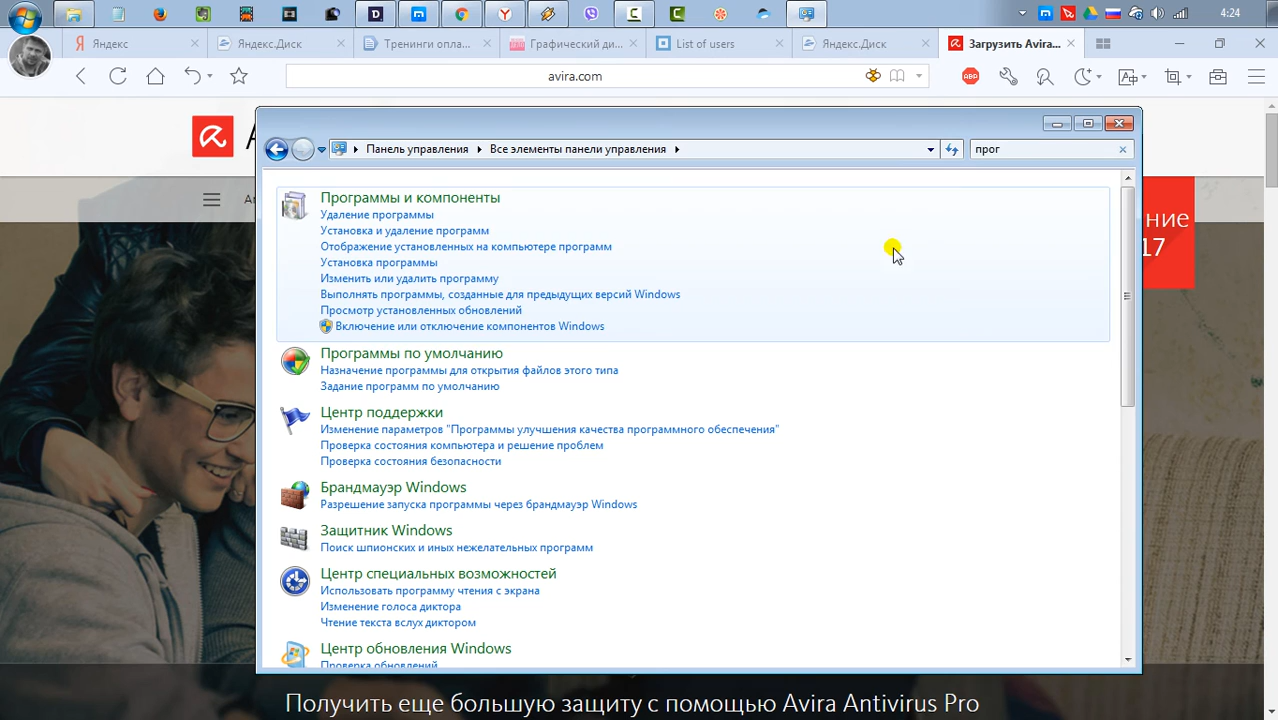 4:24
Яндекс
Яндекс.Диск
Тренинги опла...
Графический ди...
List of users
Яндекс.Диск
Загрузить Avira...
avira.com
ABP
Панель управления
Все элементы панели управления
прог
Программы и компоненты
Удаление программы
Установка и удаление программ
Отображение установленных на компьютере программ
Установка программы
Изменить или удалить программу
Выполнять программы, созданные для предыдущих версий Windows
Просмотр установленных обновлений
Включение или отключение компонентов Windows
ние
17
Программы по умолчанию
Назначение программы для открытия файлов этого типа
Задание программ по умолчанию
Центр поддержки
Изменение параметров "Программы улучшения качества программного обеспечения"
Проверка состояния компьютера и решение проблем
Проверка состояния безопасности
Брандмауэр Windows
Разрешение запуска программы через брандмауэр Windows
Защитник Windows
Поиск шпионских и иных нежелательных программ
Центр специальных возможностей
Использовать программу чтения с экрана
Изменение голоса диктора
Чтение текста вслух диктором
Центр обновления Windows
Проверка обновлений
Получить еще большую защиту с помощью Avira Antivirus Pro